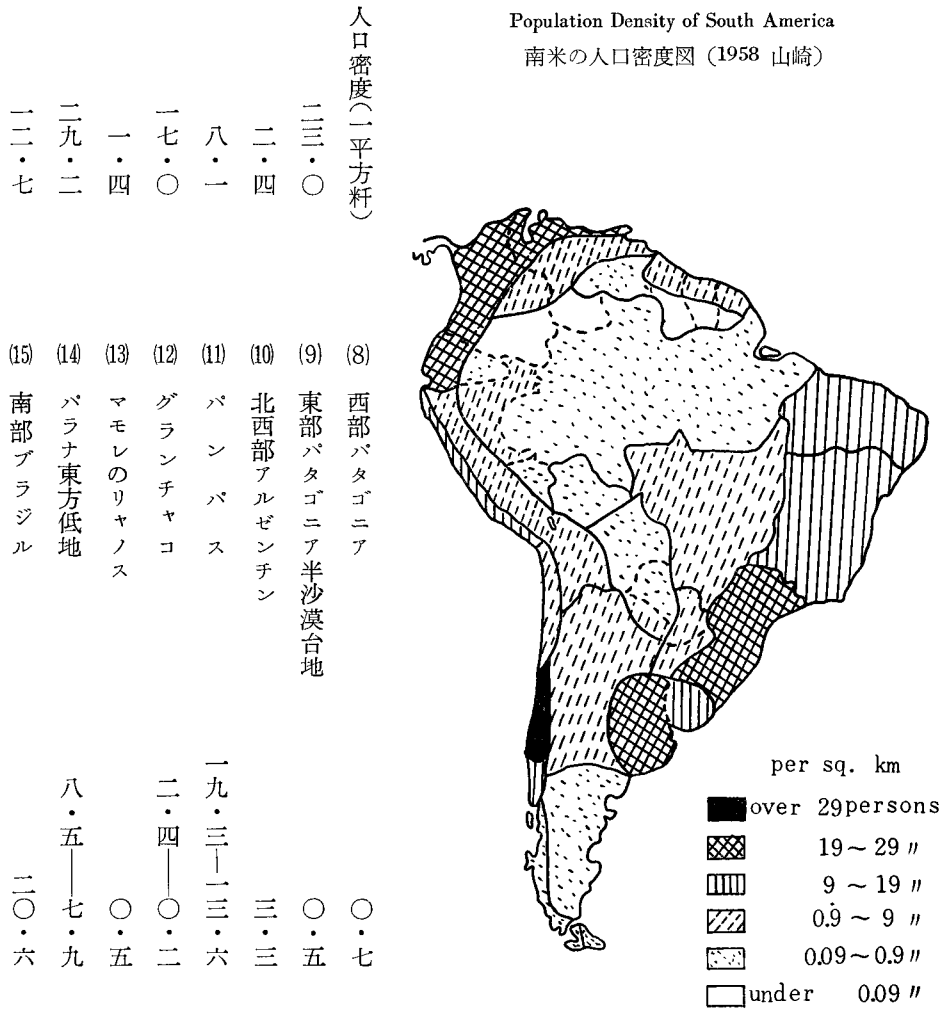 Population Density of South America
南米の人口密度図 (1958 山崎)
人口密度(一平方粁)
二三・〇
二・四
八・一
一七・〇
一・四
二九・二
一二・七
(8) 西部パタゴニア 〇・七
(9) 東部パタゴニア半沙漠台地 〇・五
(10) 北西部アルゼンチン 三・三
(11) パンパス 一九・三―一三・六
(12) グランチャコ 二・四――〇・二
(13) マモレのリャノス 〇・五
(14) パラナ東方低地 八・五――七・九
(15) 南部ブラジル 二〇・六
per sq. km
over 29 persons
19～29 〃
9～19 〃
0.9～9 〃
0.09～0.9 〃
under 0.09 〃